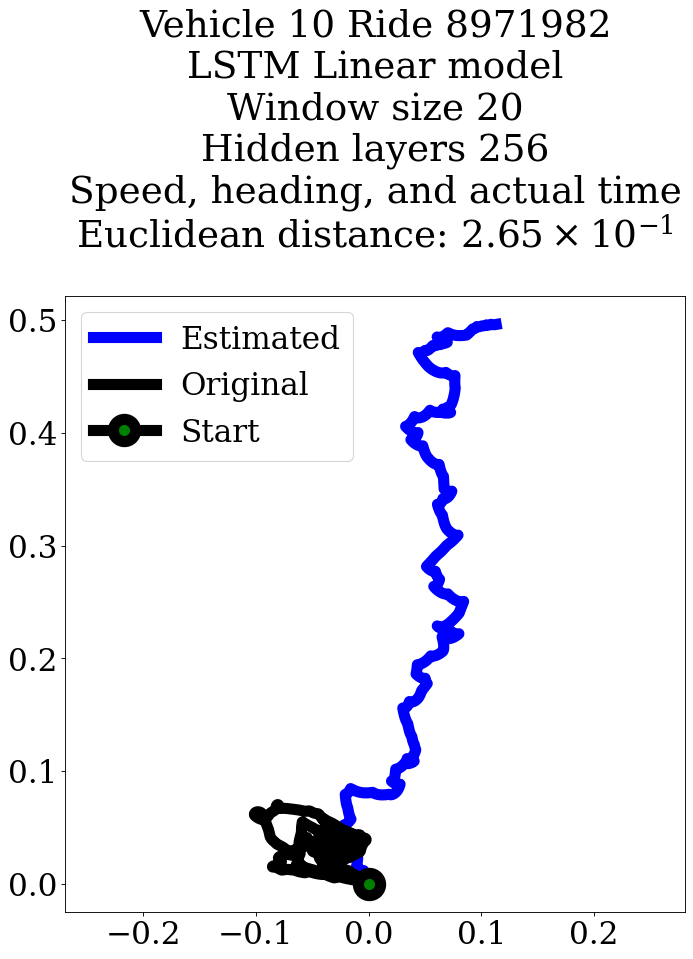 Vehicle 10 Ride 8971982
LSTM Linear model
Window size 20
Hidden layers 256
Speed, heading, and actual time
Euclidean distance: 2.65 × 10⁻¹
Estimated
Original
Start
0.5
0.4
0.3
0.2
0.1
0.0
−0.2 −0.1 0.0 0.1 0.2